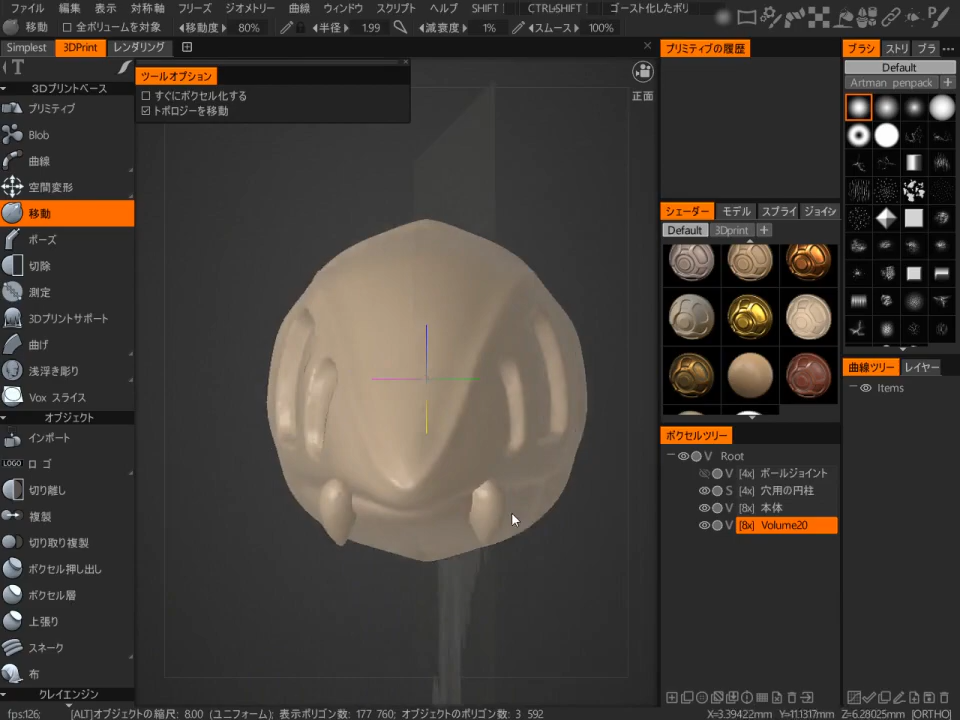 ファイル 編集 表示 対称軸 フリーズ ジオメトリー 曲線 ウィンドウ スクリプト ヘルプ SHIFT CTRL&SHIFT ゴースト化したポリ
移動 全ボリュームを対象 移動度 80% 半径 1.99 減衰度 1% スムース 100%
Simplest 3DPrint レンダリング
プリミティブの履歴
ブラシ ストリ ブラ
T
ツールオプション
すぐにボクセル化する
トポロジーを移動
正面
Default
Artman penpack
3Dプリントベース
プリミティブ
Blob
曲線
空間変形
移動
ポーズ
切除
測定
3Dプリントサポート
曲げ
浅浮き彫り
Vox スライス
オブジェクト
インポート
LOGO ロゴ
切り離し
複製
切り取り複製
ボクセル押し出し
ボクセル層
上張り
スネーク
布
クレイエンジン
シェーダー モデル スプライ ジョイシ
Default 3Dprint
ボクセルツリー
Root
V [4x] ボールジョイント
S [4x] 穴用の円柱
V [8x] 本体
V [8x] Volume20
曲線ツリー レイヤー
Items
fps:126; [ALT]オブジェクトの縮尺: 8.00 (ユニフォーム); 表示ポリゴン数: 177 760; オブジェクトのポリゴン数: 3 592
X=3.39422mm Y=11.1317mm Z=6.28025mm [ORTHO]